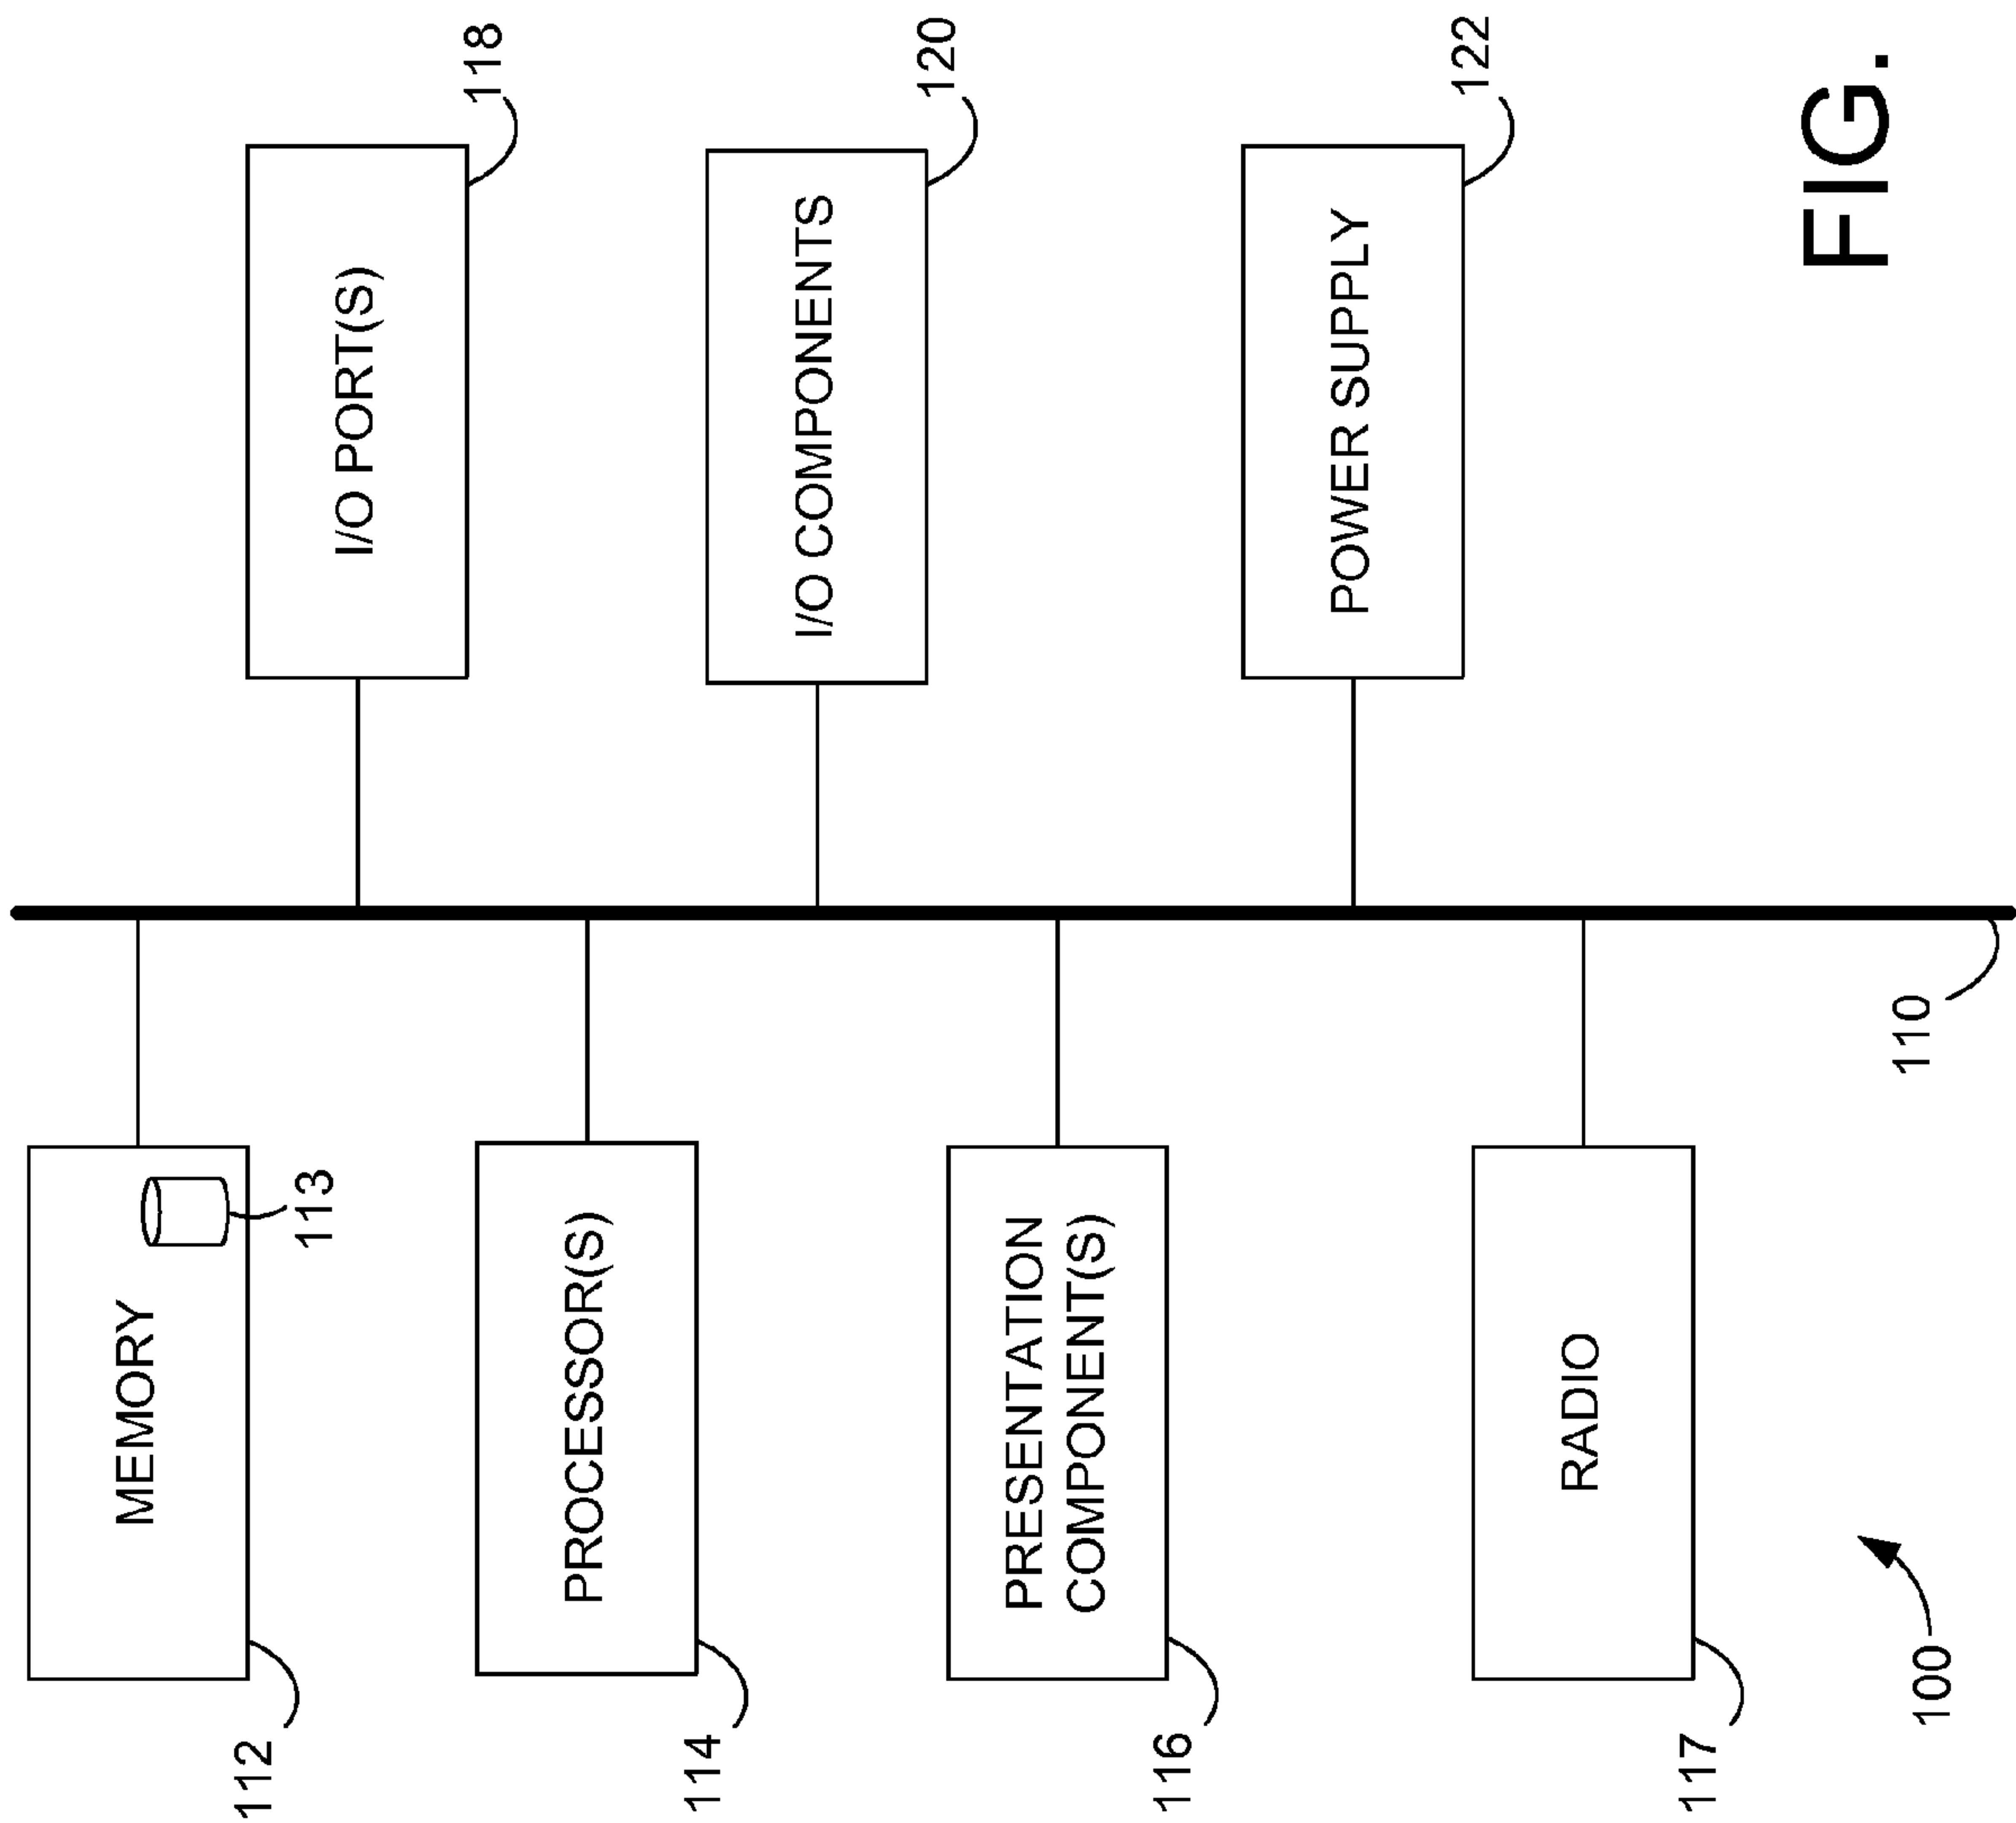 MEMORY
113
112
I/O PORT(S)
118
PROCESSOR(S)
114
I/O COMPONENTS
120
PRESENTATION
COMPONENT(S)
116
POWER SUPPLY
122
RADIO
117
110
100
FIG.